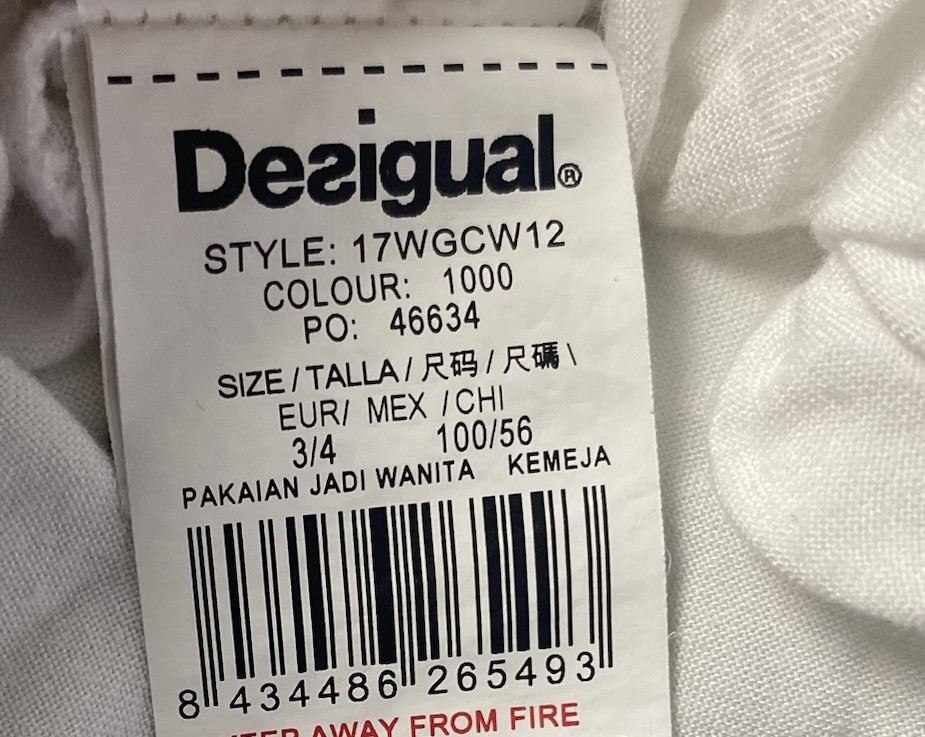 Desigual®
STYLE: 17WGCW12
COLOUR: 1000
PO: 46634
SIZE / TALLA / 尺码 / 尺碼 \
EUR/ MEX /CHI
3/4 100/56
PAKAIAN JADI WANITA KEMEJA
8 434486 265493
AWAY FROM FIRE